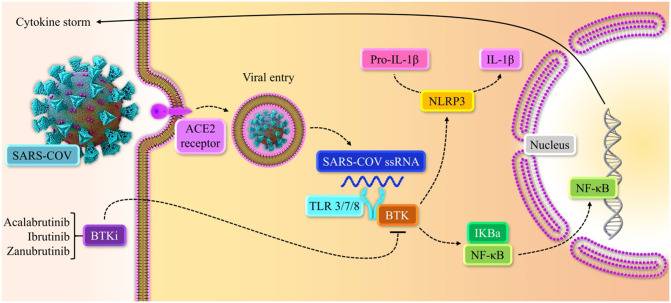 Cytokine storm
SARS-COV
ACE2
receptor
Viral entry
Pro-IL-1β
IL-1β
NLRP3
SARS-COV ssRNA
TLR 3/7/8
BTK
IKBa
NF-κB
Nucleus
NF-κB
Acalabrutinib
Ibrutinib
Zanubrutinib
BTKi